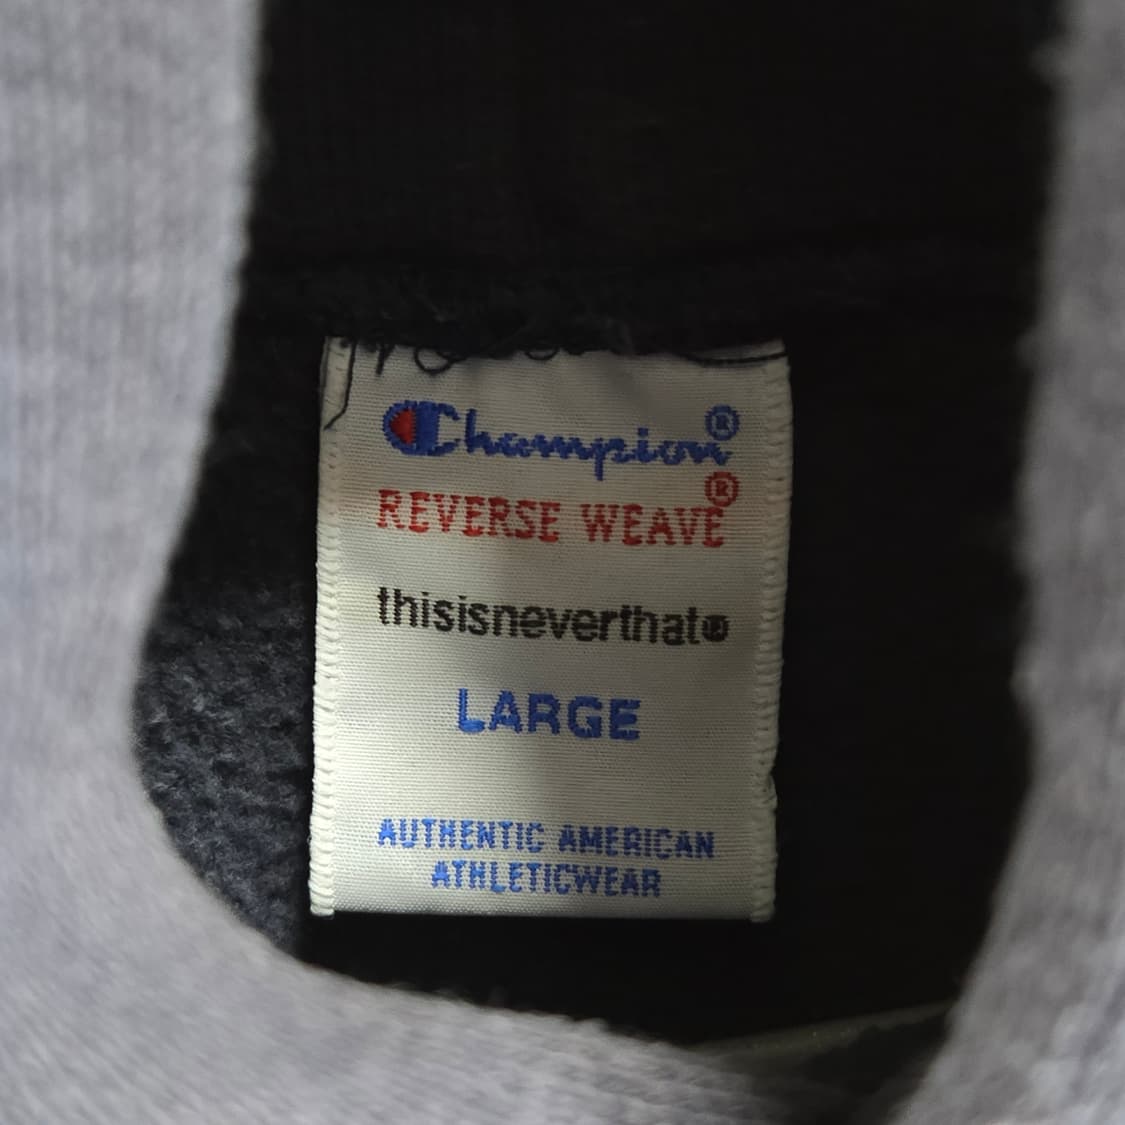 Champion®
REVERSE WEAVE®
thisisneverthat®
LARGE
AUTHENTIC AMERICAN
ATHLETICWEAR